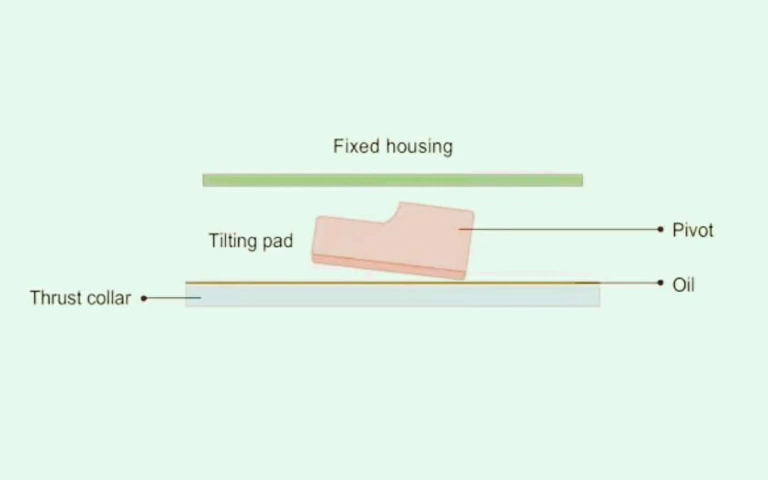 Fixed housing
Pivot
Tilting pad
Oil
Thrust collar